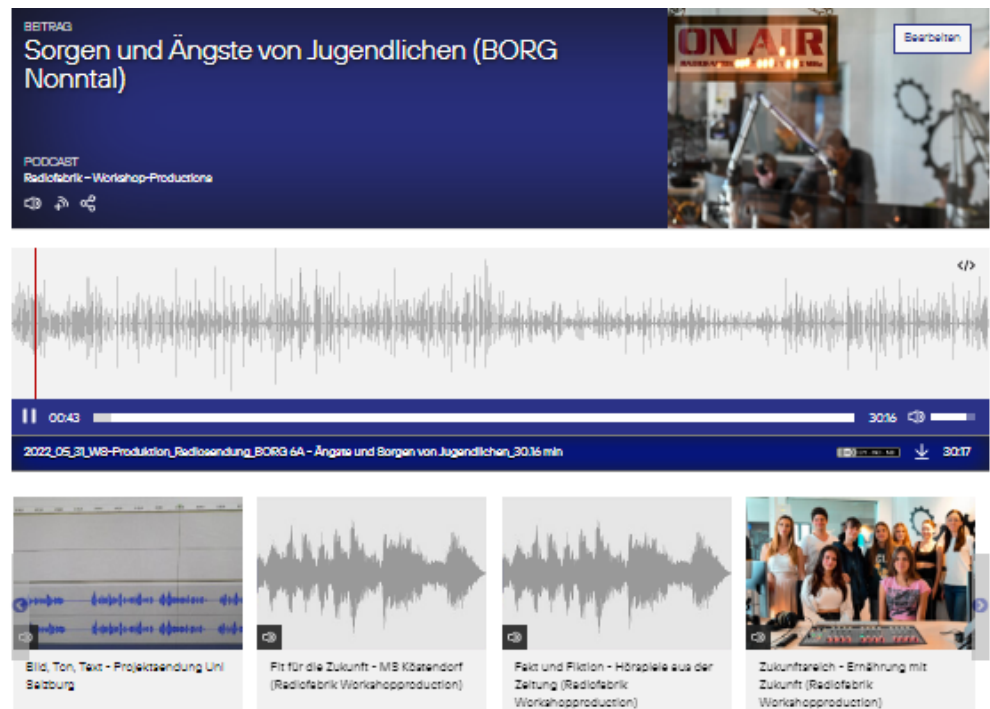 BEITRAG
Sorgen und Ängste von Jugendlichen (BORG
Nonntal)
ON AIR
Bearbeiten
PODCAST
Radiofabrik – Workshop-Productions
</>
00:43
30:16
2022_05_31_WS-Produktion_Radiosendung_BORG 6A - Ängste und Sorgen von Jugendlichen_30.16 min
30:17
Bild, Ton, Text - Projektsendung Uni
Salzburg
Fit für die Zukunft - MS Köstendorf
(Radiofabrik Workshopproduction)
Fakt und Fiktion - Hörspiele aus der
Zeitung (Radiofabrik
Workshopproduction)
Zukunftsreich - Ernährung mit
Zukunft (Radiofabrik
Workshopproduction)